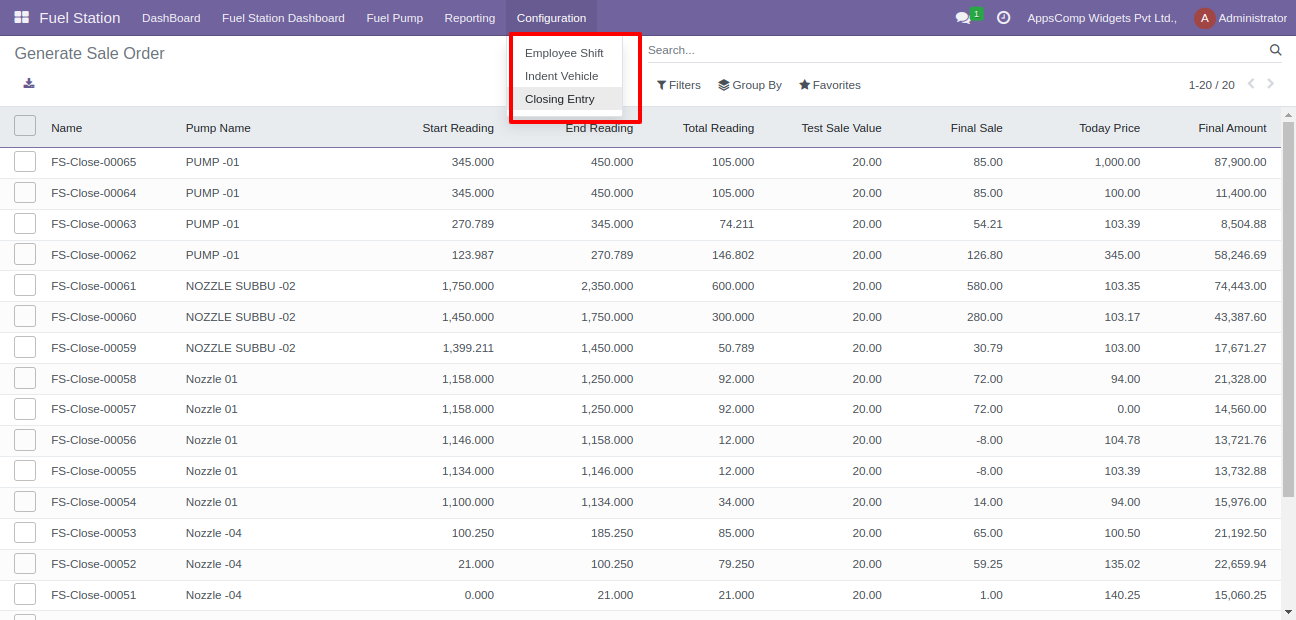 Fuel Station DashBoard Fuel Station Dashboard Fuel Pump Reporting Configuration 1 AppsComp Widgets Pvt Ltd., A Administrator
Generate Sale Order
Employee Shift
Indent Vehicle
Closing Entry
Search...
Filters Group By Favorites 1-20 / 20
Name Pump Name Start Reading End Reading Total Reading Test Sale Value Final Sale Today Price Final Amount
FS-Close-00065 PUMP -01 345.000 450.000 105.000 20.00 85.00 1,000.00 87,900.00
FS-Close-00064 PUMP -01 345.000 450.000 105.000 20.00 85.00 100.00 11,400.00
FS-Close-00063 PUMP -01 270.789 345.000 74.211 20.00 54.21 103.39 8,504.88
FS-Close-00062 PUMP -01 123.987 270.789 146.802 20.00 126.80 345.00 58,246.69
FS-Close-00061 NOZZLE SUBBU -02 1,750.000 2,350.000 600.000 20.00 580.00 103.35 74,443.00
FS-Close-00060 NOZZLE SUBBU -02 1,450.000 1,750.000 300.000 20.00 280.00 103.17 43,387.60
FS-Close-00059 NOZZLE SUBBU -02 1,399.211 1,450.000 50.789 20.00 30.79 103.00 17,671.27
FS-Close-00058 Nozzle 01 1,158.000 1,250.000 92.000 20.00 72.00 94.00 21,328.00
FS-Close-00057 Nozzle 01 1,158.000 1,250.000 92.000 20.00 72.00 0.00 14,560.00
FS-Close-00056 Nozzle 01 1,146.000 1,158.000 12.000 20.00 -8.00 104.78 13,721.76
FS-Close-00055 Nozzle 01 1,134.000 1,146.000 12.000 20.00 -8.00 103.39 13,732.88
FS-Close-00054 Nozzle 01 1,100.000 1,134.000 34.000 20.00 14.00 94.00 15,976.00
FS-Close-00053 Nozzle -04 100.250 185.250 85.000 20.00 65.00 100.50 21,192.50
FS-Close-00052 Nozzle -04 21.000 100.250 79.250 20.00 59.25 135.02 22,659.94
FS-Close-00051 Nozzle -04 0.000 21.000 21.000 20.00 1.00 140.25 15,060.25